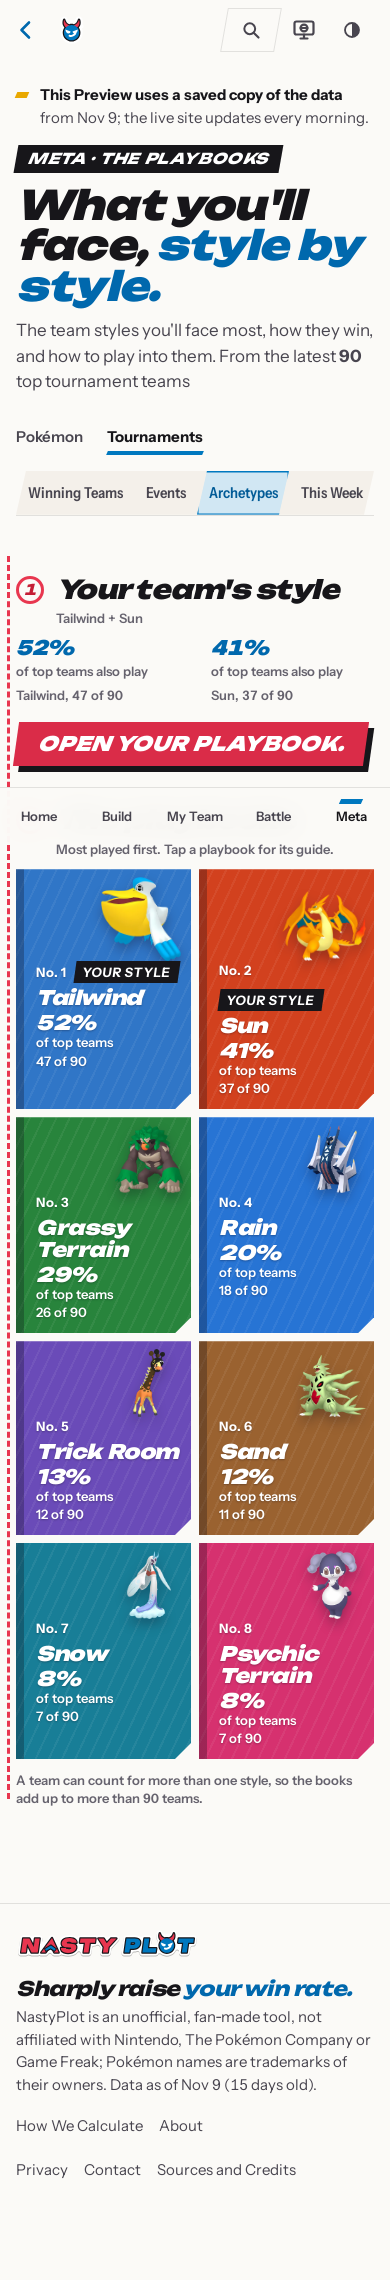 This Preview uses a saved copy of the data
from Nov 9; the live site updates every morning.
META · THE PLAYBOOKS
What you'll
face, style by
style.
The team styles you'll face most, how they win,
and how to play into them. From the latest 90
top tournament teams
Pokémon Tournaments
Winning Teams Events Archetypes This Week
1 Your team's style
Tailwind + Sun
52% 41%
of top teams also play of top teams also play
Tailwind, 47 of 90 Sun, 37 of 90
OPEN YOUR PLAYBOOK.
Home Build My Team Battle Meta
Most played first. Tap a playbook for its guide.
No. 1 YOUR STYLE
Tailwind
52%
of top teams
47 of 90
No. 2
YOUR STYLE
Sun
41%
of top teams
37 of 90
No. 3
Grassy
Terrain
29%
of top teams
26 of 90
No. 4
Rain
20%
of top teams
18 of 90
No. 5
Trick Room
13%
of top teams
12 of 90
No. 6
Sand
12%
of top teams
11 of 90
No. 7
Snow
8%
of top teams
7 of 90
No. 8
Psychic
Terrain
8%
of top teams
7 of 90
A team can count for more than one style, so the books
add up to more than 90 teams.
NASTY PLOT
Sharply raise your win rate.
NastyPlot is an unofficial, fan-made tool, not
affiliated with Nintendo, The Pokémon Company or
Game Freak; Pokémon names are trademarks of
their owners. Data as of Nov 9 (15 days old).
How We Calculate About
Privacy Contact Sources and Credits